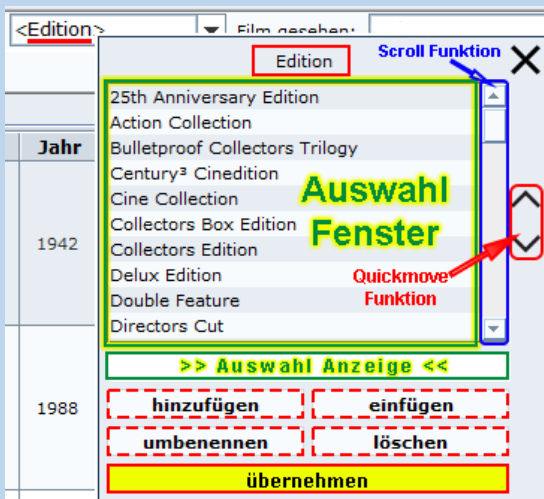 <Edition> Film gesehen:
Edition
Scroll Funktion
25th Anniversary Edition
Action Collection
Bulletproof Collectors Trilogy
Century³ Cinedition
Cine Collection
Collectors Box Edition
Collectors Edition
Delux Edition
Double Feature
Directors Cut
Auswahl
Fenster
Quickmove
Funktion
Jahr
1942
1988
>> Auswahl Anzeige <<
hinzufügen einfügen
umbenennen löschen
übernehmen